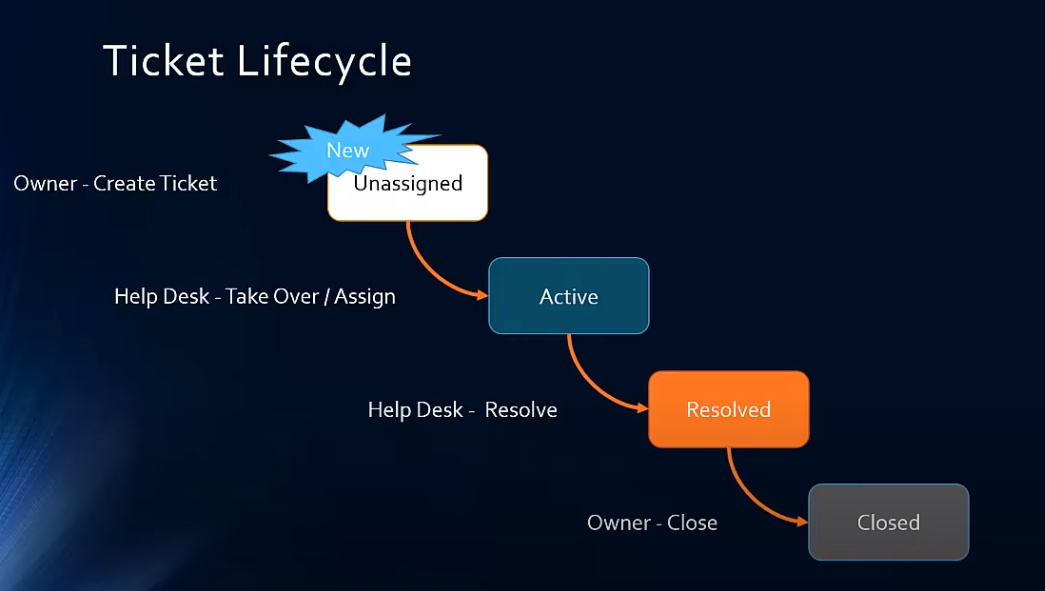 Ticket Lifecycle
New
Owner - Create Ticket
Unassigned
Help Desk - Take Over / Assign
Active
Help Desk - Resolve
Resolved
Owner - Close
Closed